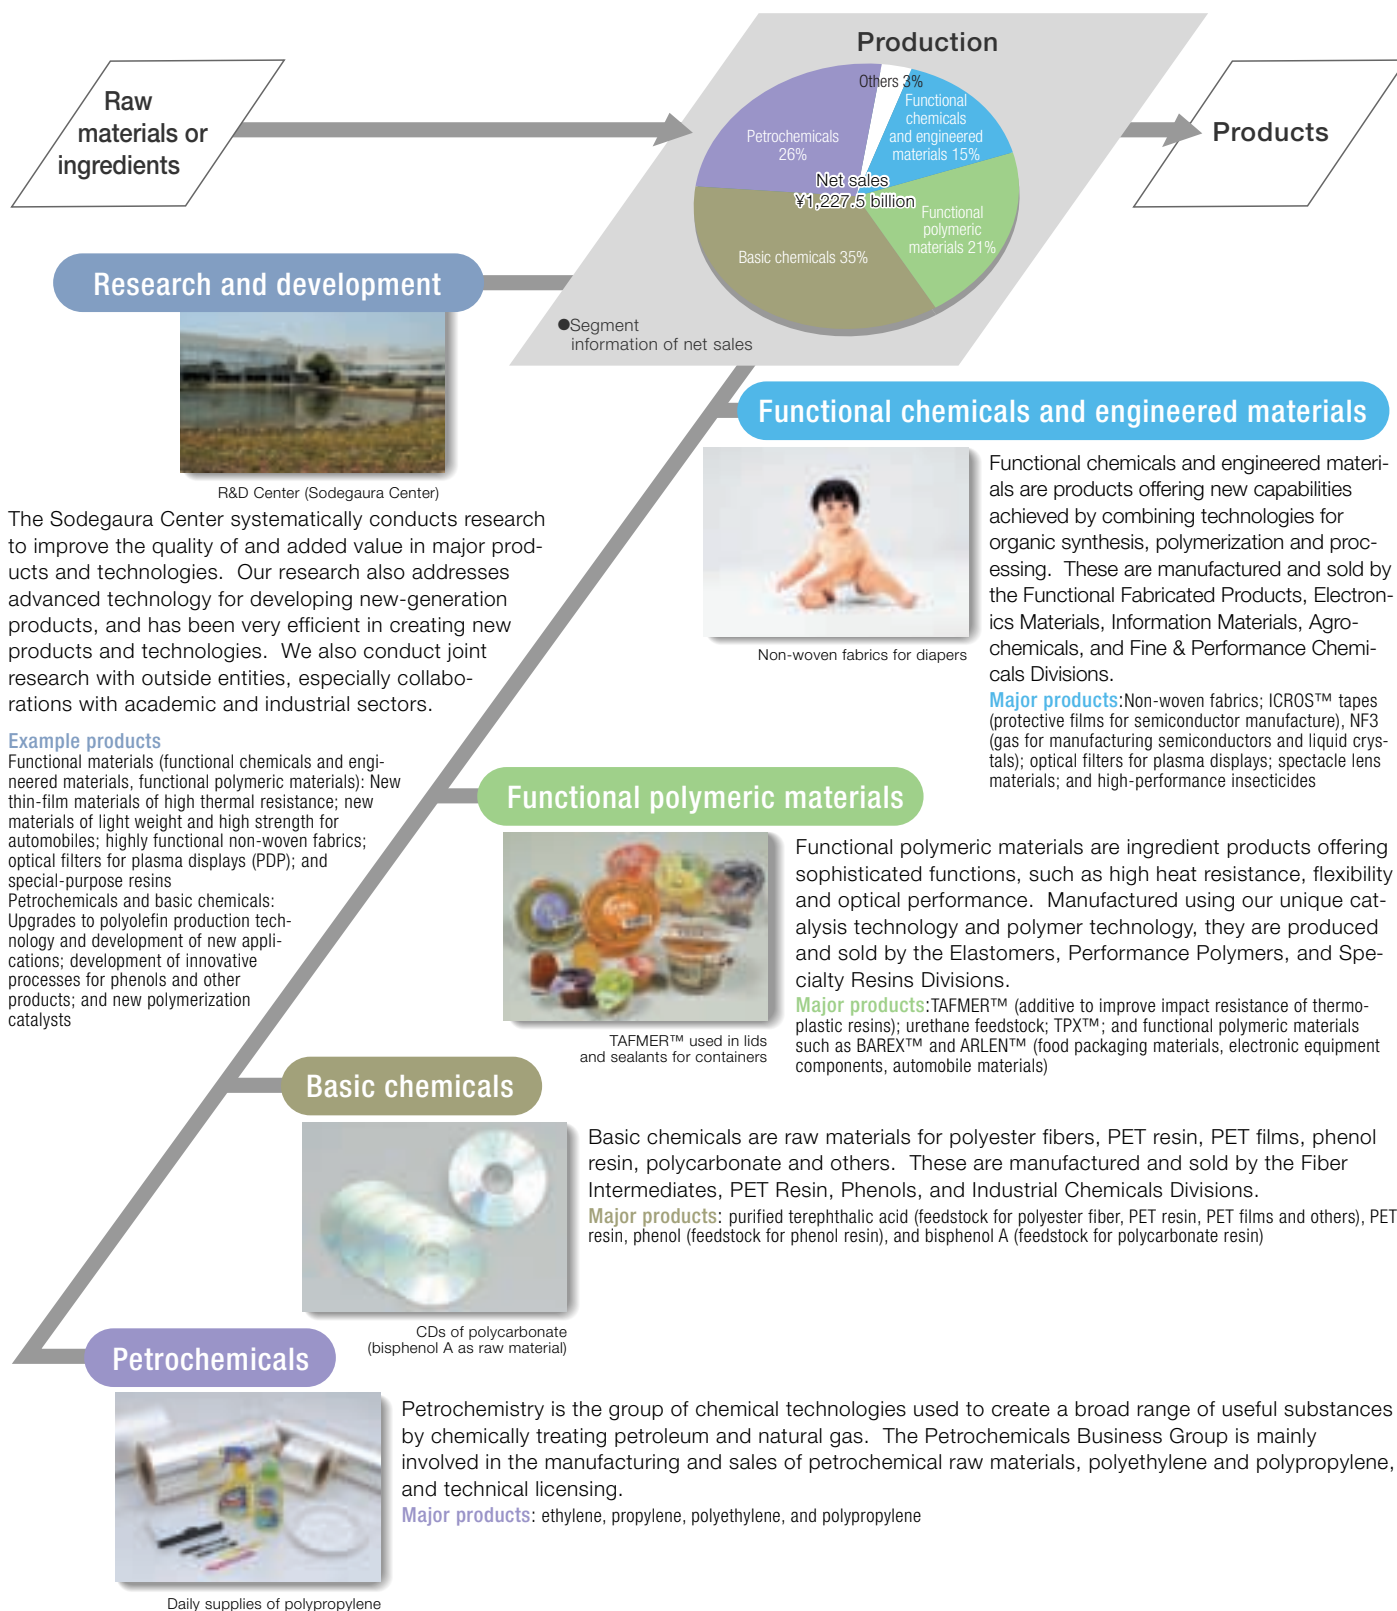 Raw
materials or
ingredients
Production
Others 3%
Functional
chemicals
and engineered
materials 15%
Petrochemicals
26%
Net sales
¥1,227.5 billion
Functional
polymeric
materials 21%
Basic chemicals 35%
●Segment
information of net sales
Products
Research and development
R&D Center (Sodegaura Center)
The Sodegaura Center systematically conducts research
to improve the quality of and added value in major prod-
ucts and technologies. Our research also addresses
advanced technology for developing new-generation
products, and has been very efficient in creating new
products and technologies. We also conduct joint
research with outside entities, especially collabo-
rations with academic and industrial sectors.
Example products
Functional materials (functional chemicals and engi-
neered materials, functional polymeric materials): New
thin-film materials of high thermal resistance; new
materials of light weight and high strength for
automobiles; highly functional non-woven fabrics;
optical filters for plasma displays (PDP); and
special-purpose resins
Petrochemicals and basic chemicals:
Upgrades to polyolefin production tech-
nology and development of new appli-
cations; development of innovative
processes for phenols and other
products; and new polymerization
catalysts
Functional chemicals and engineered materials
Non-woven fabrics for diapers
Functional chemicals and engineered materi-
als are products offering new capabilities
achieved by combining technologies for
organic synthesis, polymerization and proc-
essing. These are manufactured and sold by
the Functional Fabricated Products, Electron-
ics Materials, Information Materials, Agro-
chemicals, and Fine & Performance Chemi-
cals Divisions.
Major products:Non-woven fabrics; ICROS™ tapes
(protective films for semiconductor manufacture), NF3
(gas for manufacturing semiconductors and liquid crys-
tals); optical filters for plasma displays; spectacle lens
materials; and high-performance insecticides
Functional polymeric materials
TAFMER™ used in lids
and sealants for containers
Functional polymeric materials are ingredient products offering
sophisticated functions, such as high heat resistance, flexibility
and optical performance. Manufactured using our unique cat-
alysis technology and polymer technology, they are produced
and sold by the Elastomers, Performance Polymers, and Spe-
cialty Resins Divisions.
Major products:TAFMER™ (additive to improve impact resistance of thermo-
plastic resins); urethane feedstock; TPX™; and functional polymeric materials
such as BAREX™ and ARLEN™ (food packaging materials, electronic equipment
components, automobile materials)
Basic chemicals
CDs of polycarbonate
(bisphenol A as raw material)
Basic chemicals are raw materials for polyester fibers, PET resin, PET films, phenol
resin, polycarbonate and others. These are manufactured and sold by the Fiber
Intermediates, PET Resin, Phenols, and Industrial Chemicals Divisions.
Major products: purified terephthalic acid (feedstock for polyester fiber, PET resin, PET films and others), PET
resin, phenol (feedstock for phenol resin), and bisphenol A (feedstock for polycarbonate resin)
Petrochemicals
Daily supplies of polypropylene
Petrochemistry is the group of chemical technologies used to create a broad range of useful substances
by chemically treating petroleum and natural gas. The Petrochemicals Business Group is mainly
involved in the manufacturing and sales of petrochemical raw materials, polyethylene and polypropylene,
and technical licensing.
Major products: ethylene, propylene, polyethylene, and polypropylene